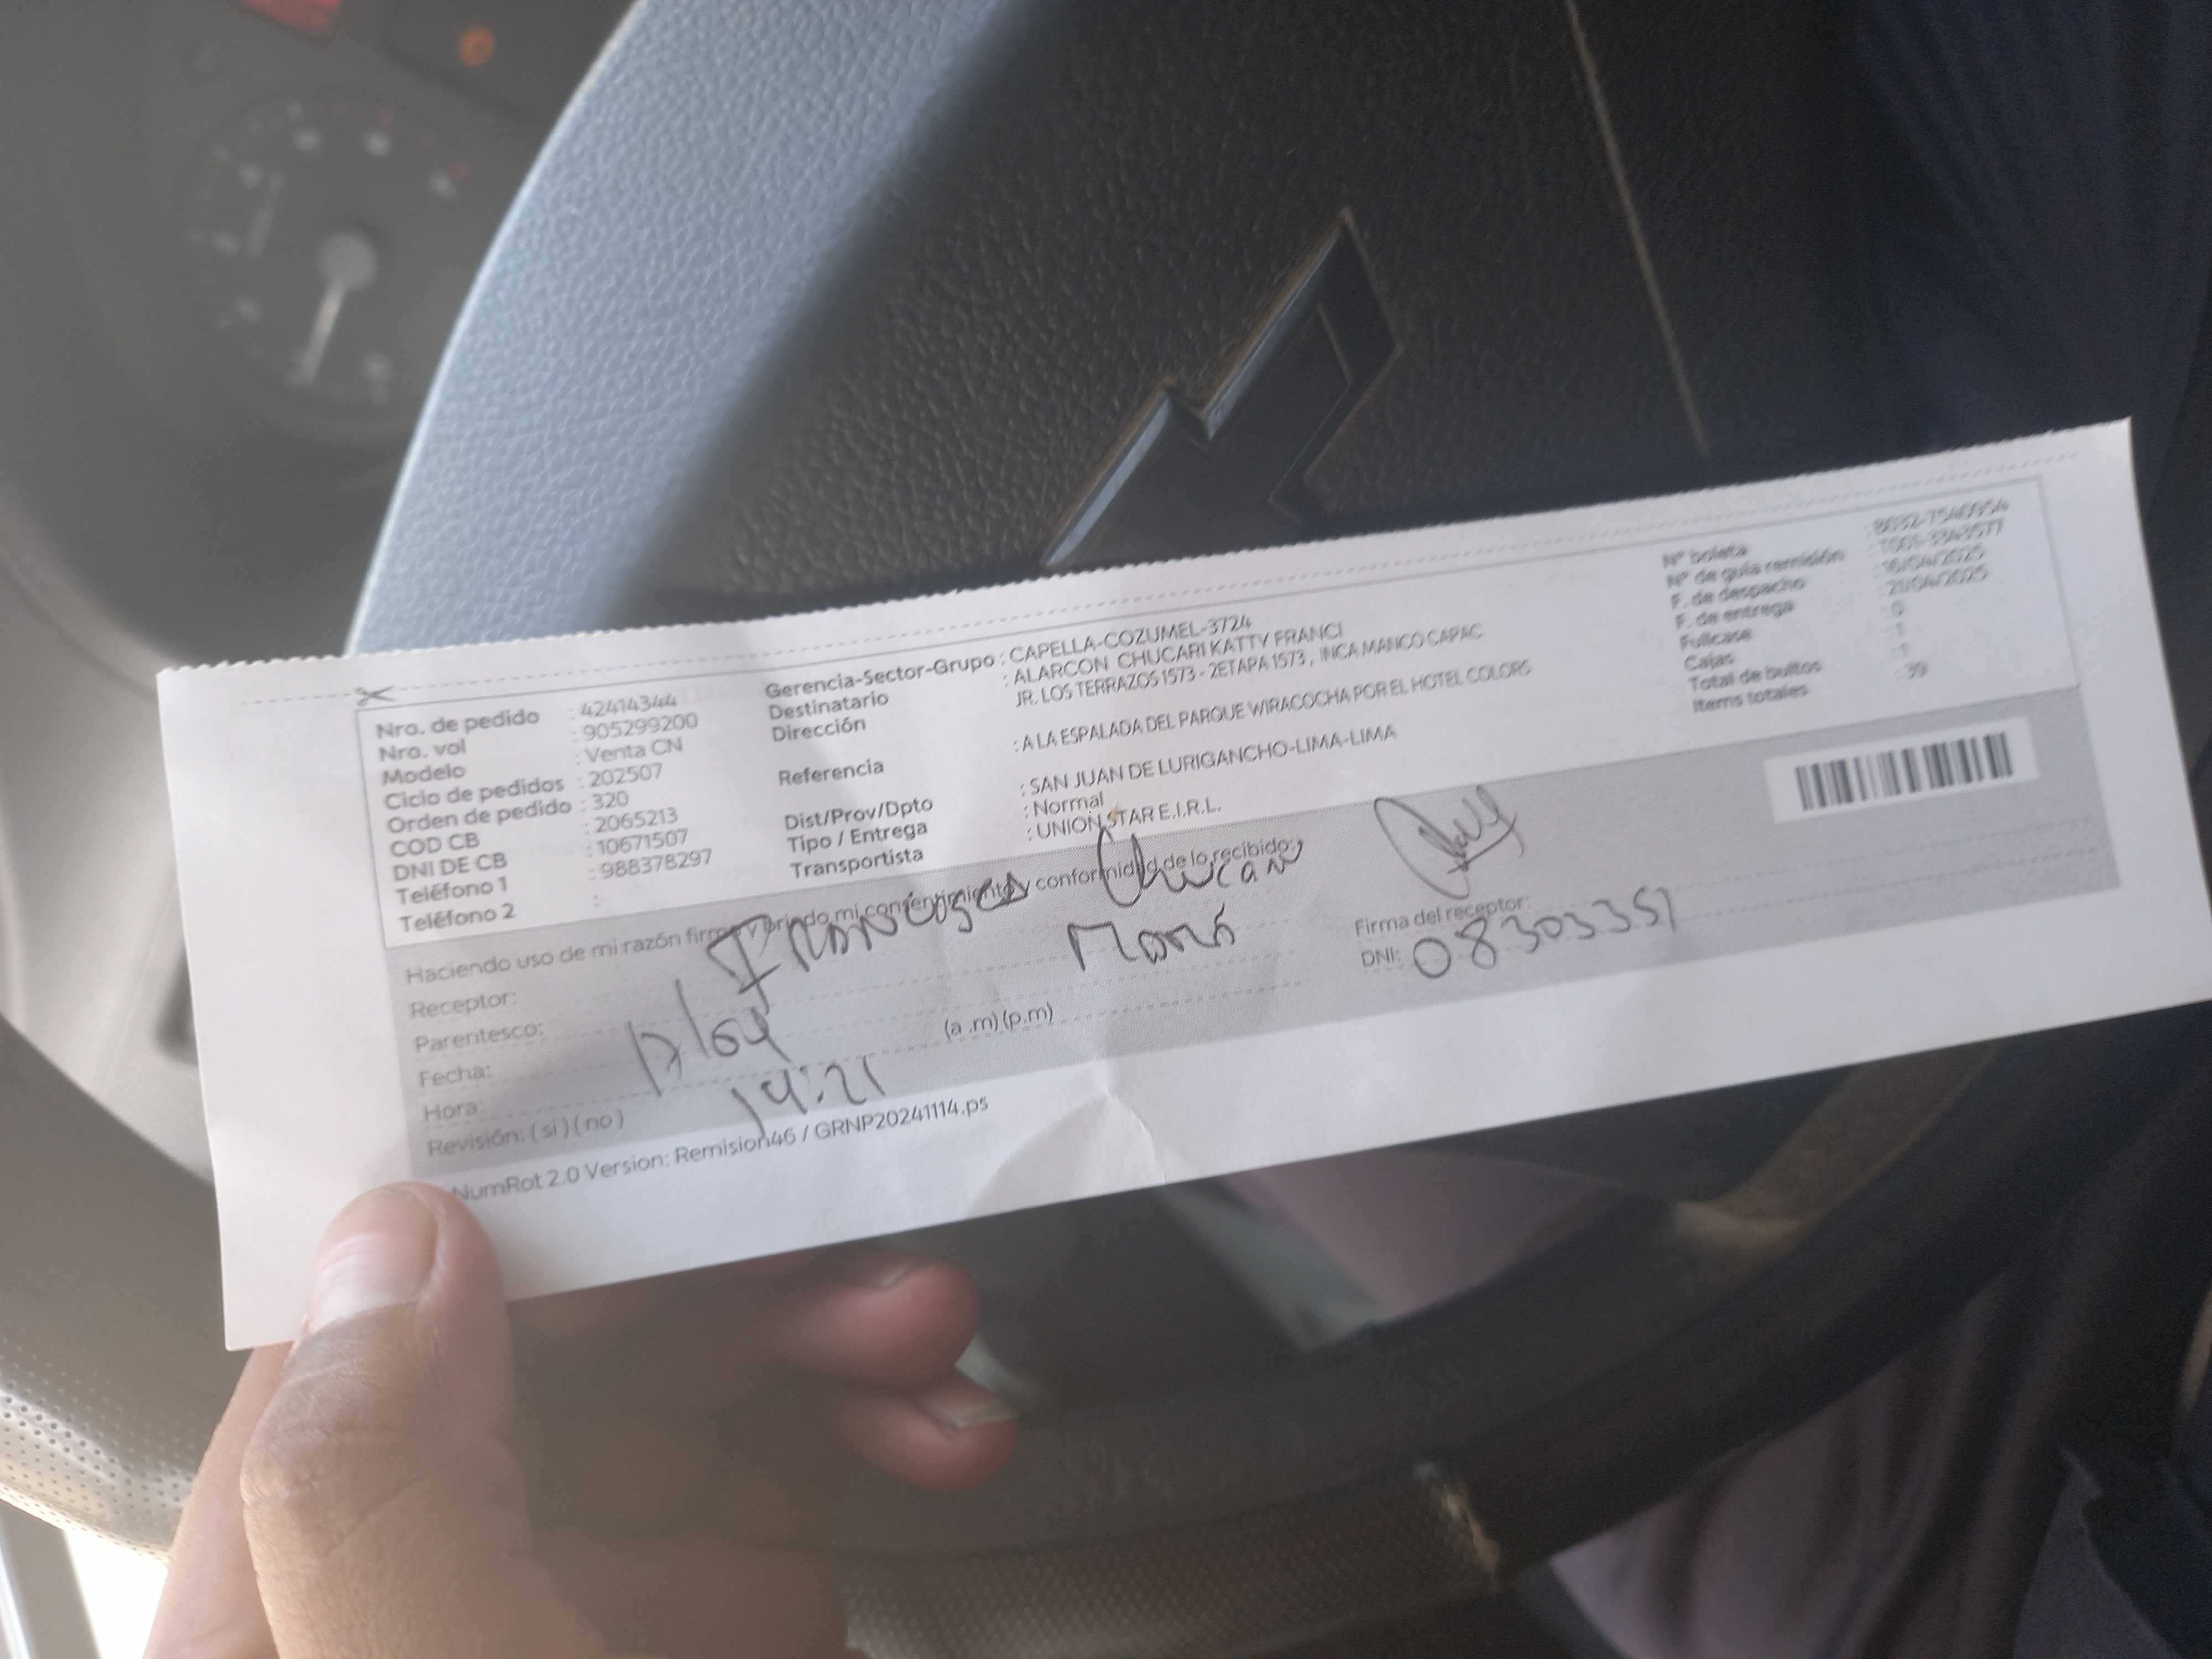 Nro. de pedido : 42414344
Nro. vol : 905299200
Modelo : Venta CN
Ciclo de pedidos : 202507
Orden de pedido : 320
COD CB : 2065213
DNI DE CB : 10671507
Teléfono 1 : 988378297
Teléfono 2 :
Gerencia-Sector-Grupo : CAPELLA-COZUMEL-3724
Destinatario : ALARCON CHUCARI KATTY FRANCI
Dirección JR. LOS TERRAZOS 1573 - 2ETAPA 1573, INCA MANCO CAPAC
Referencia : A LA ESPALADA DEL PARQUE WIRACOCHA POR EL HOTEL COLORS
Dist/Prov/Dpto : SAN JUAN DE LURIGANCHO-LIMA-LIMA
Tipo / Entrega : Normal
Transportista : UNION STAR E.I.R.L.
Nº boleta
Nº de guía remisión
F. de despacho : 16/04/2025
F. de entrega : 21/04/2025
Fullcase : 0
Cajas : 1
Total de bultos : 1
Items totales : 39
Haciendo uso de mi razón firmo y brindo mi consentimiento y conformidad de lo recibido:
Receptor: Chucari
Parentesco: Mamá
Fecha: 17/04
Hora: 14:21 (a.m) (p.m)
Revisión: ( si ) ( no )
Firma del receptor:
DNI: 08303351
NumRot 2.0 Version: Remision46 / GRNP20241114.ps